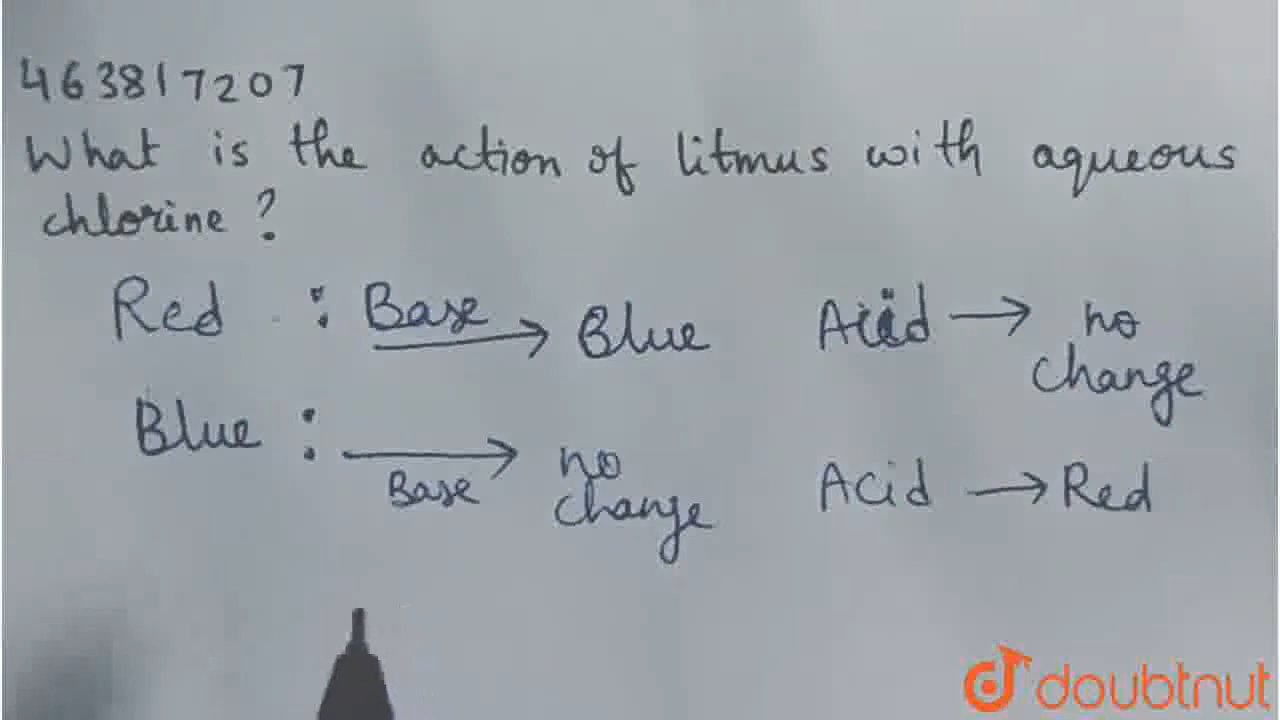 463817207
What is the action of litmus with aqueous
chlorine?
Red : Base → Blue Acid → no change
Blue : → Base no change Acid → Red
doubtnut